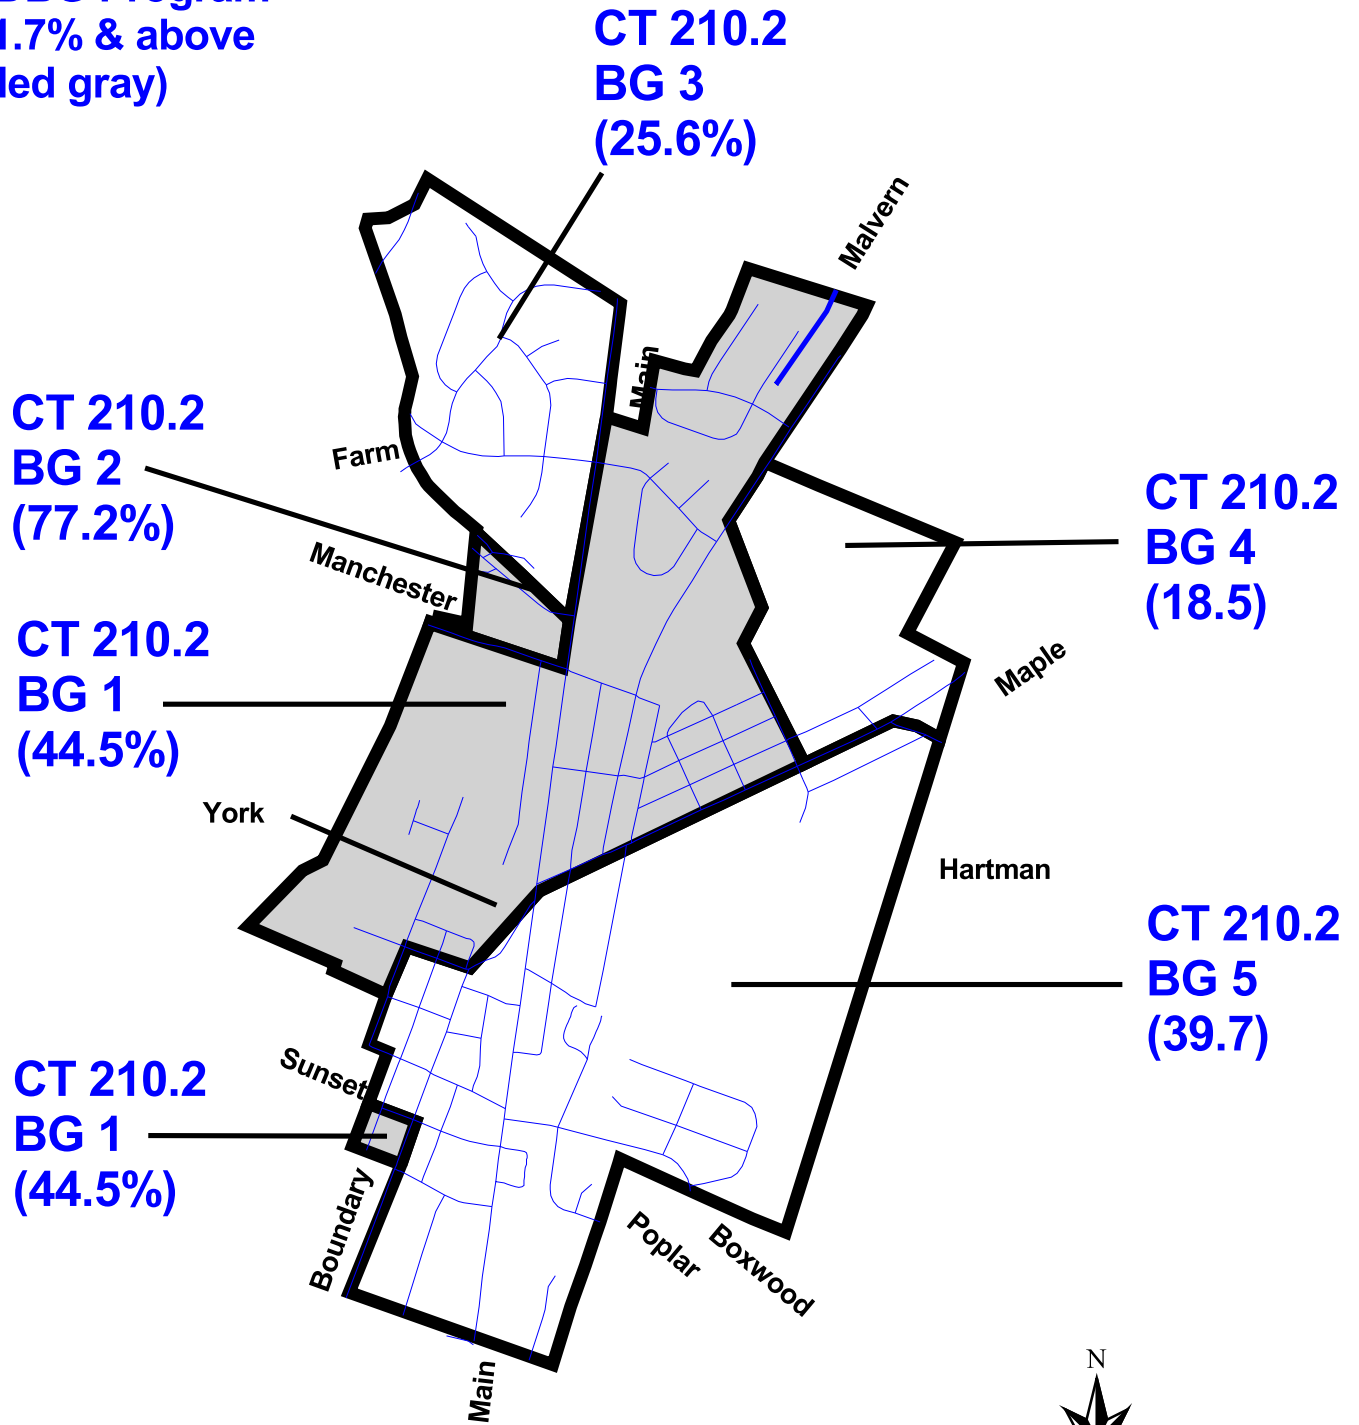 Program
1.7% & above
led gray)
CT 210.2
BG 3
(25.6%)
Malvern
Main
CT 210.2
BG 2
(77.2%)
Farm
CT 210.2
BG 4
(18.5)
Manchester
CT 210.2
BG 1
(44.5%)
Maple
York
Hartman
CT 210.2
BG 5
(39.7)
Sunset
CT 210.2
BG 1
(44.5%)
Boundary
Poplar
Boxwood
Main
N